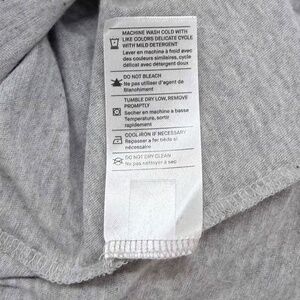 MACHINE WASH COLD WITH
LIKE COLORS DELICATE CYCLE
WITH MILD DETERGENT
Laver en machine à froid avec
des couleurs similaires, cycle
délicat avec détergent doux
DO NOT BLEACH
Ne pas utiliser d'agent de
Blanchiment
TUMBLE DRY LOW, REMOVE
PROMPTLY
Sécher en machine a basse
Temperature, sortir
rapidement
COOL IRON IF NECESSARY
Repasser a fer tiède si
nécessaire
DO NOT DRY CLEAN
Ne pas nettoyer à sec